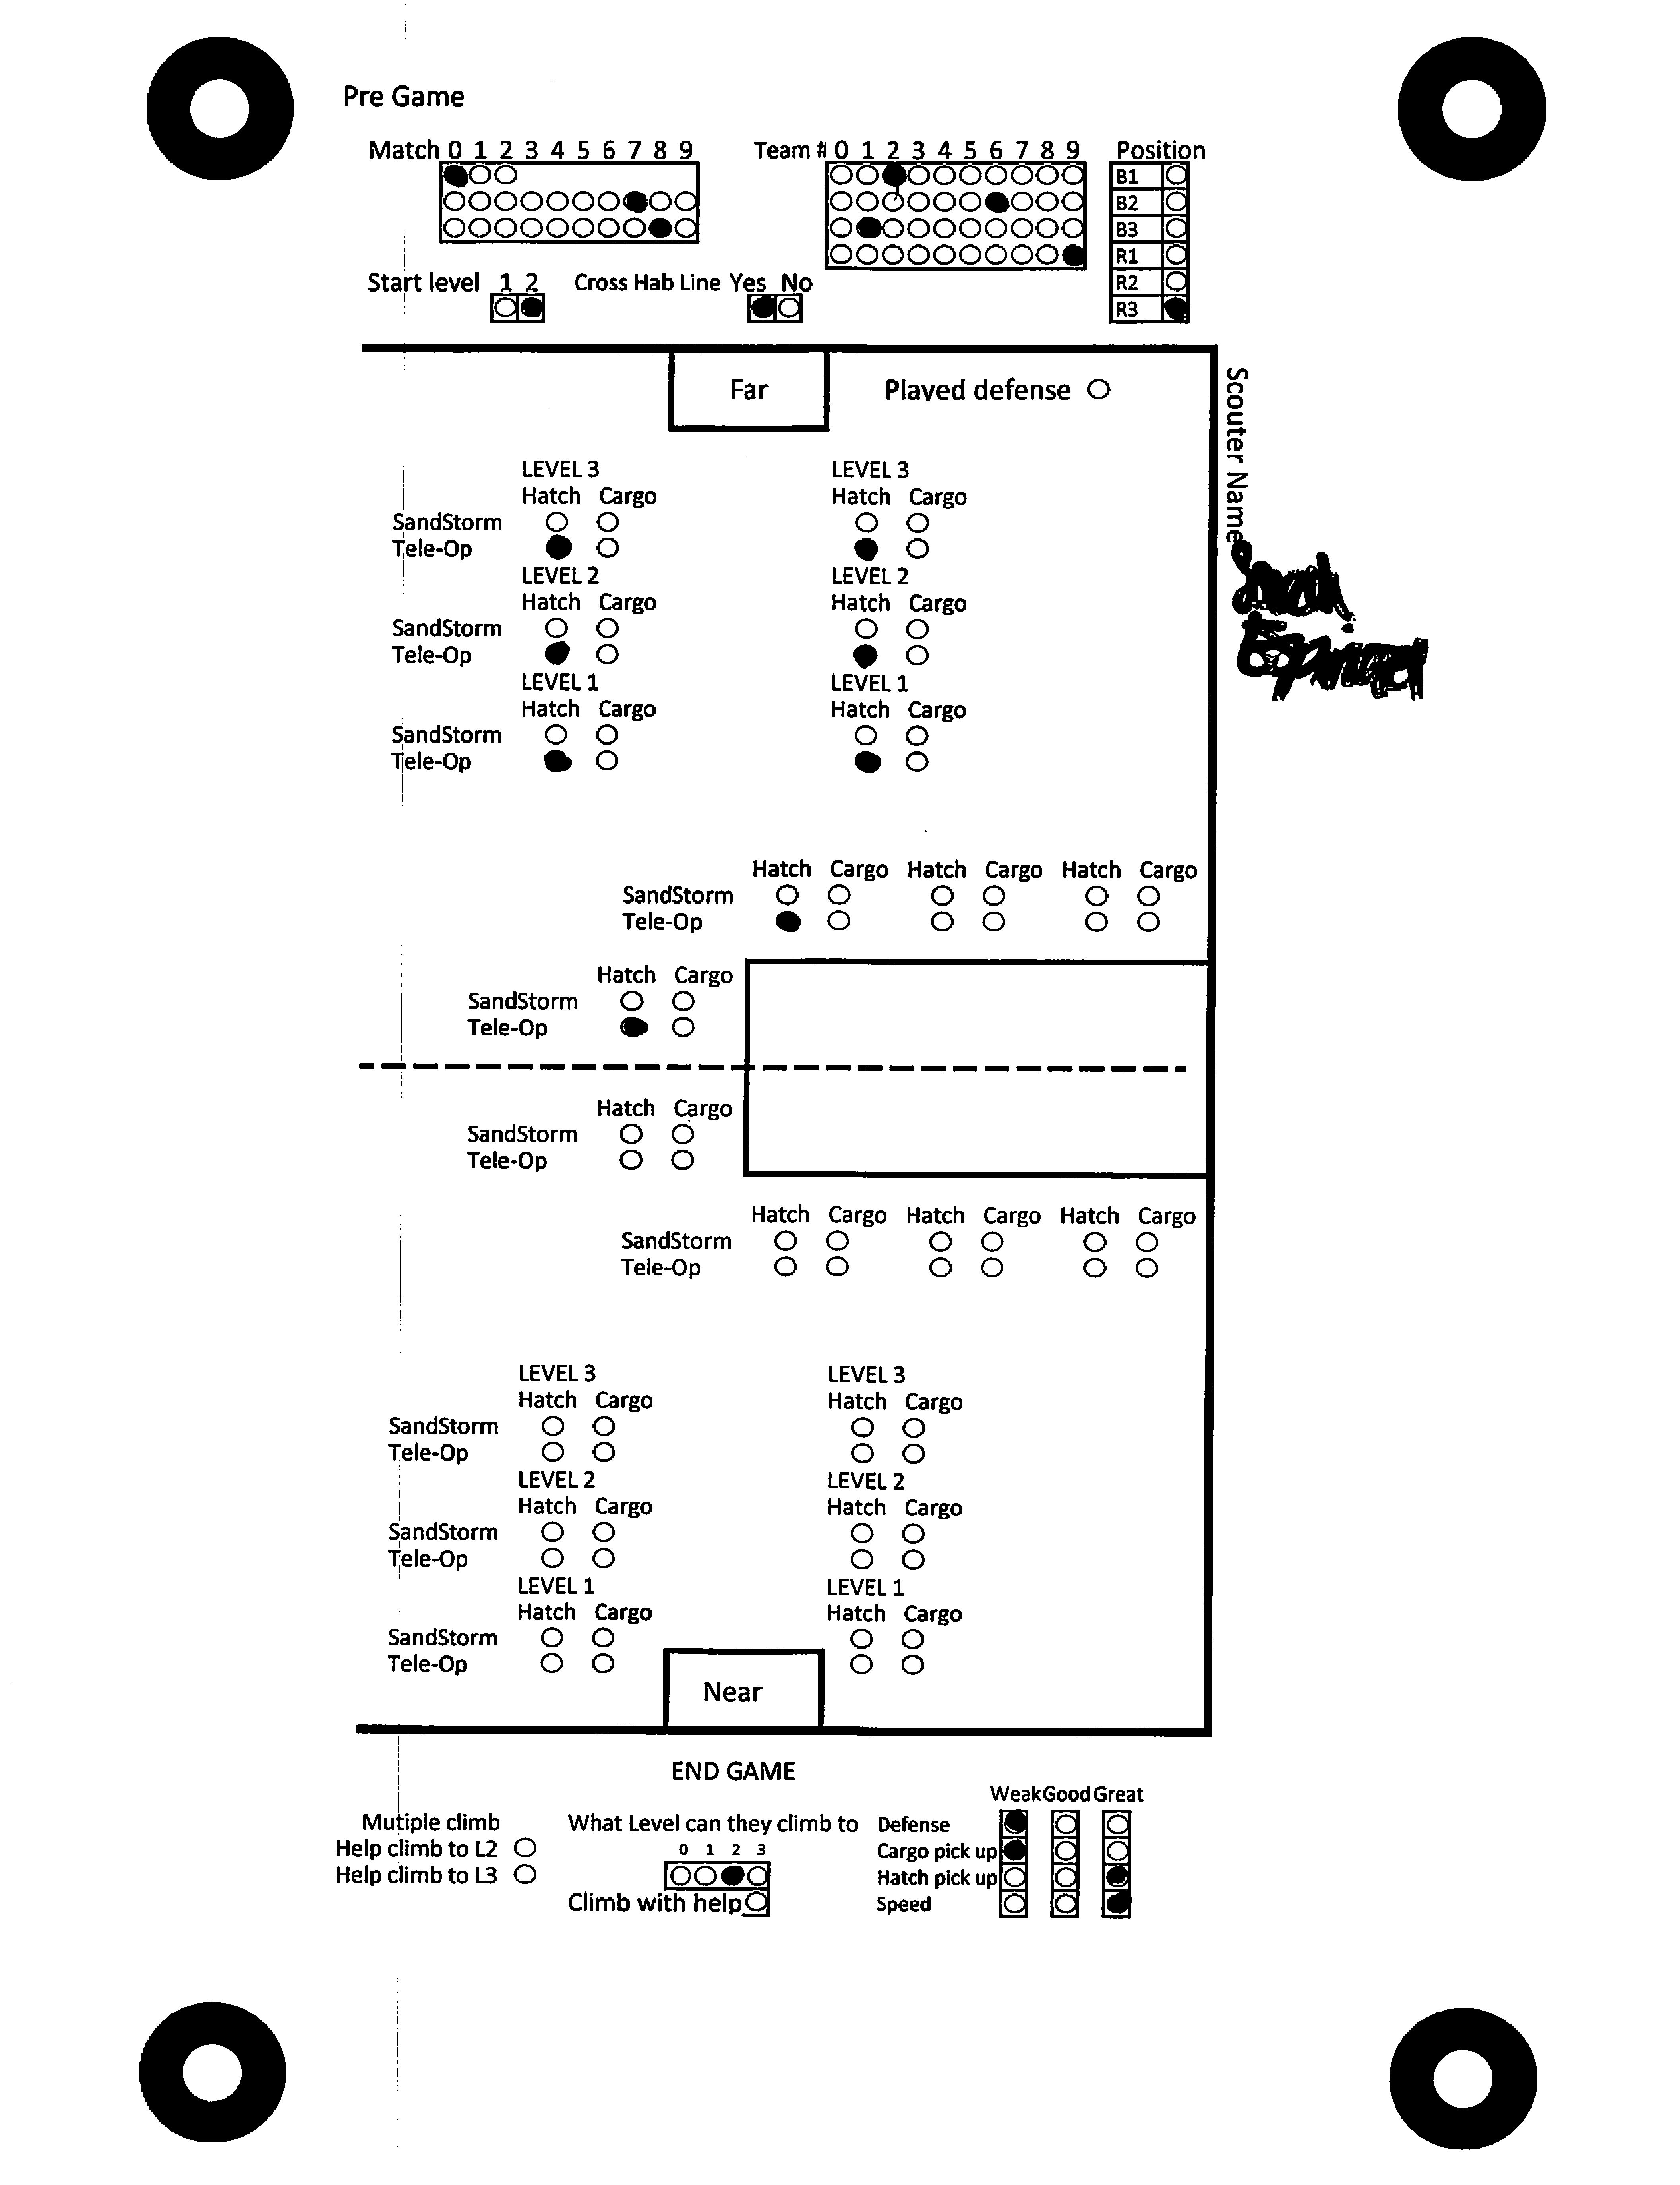 Pre Game
Match 0 1 2 3 4 5 6 7 8 9
Team # 0 1 2 3 4 5 6 7 8 9
Position
B1
B2
B3
R1
R2
R3
Start level 1 2
Cross Hab Line Yes No
Far
Played defense
Scouter Name
LEVEL 3 LEVEL 3
Hatch Cargo Hatch Cargo
SandStorm
Tele-Op
LEVEL 2 LEVEL 2
Hatch Cargo Hatch Cargo
SandStorm
Tele-Op
LEVEL 1 LEVEL 1
Hatch Cargo Hatch Cargo
SandStorm
Tele-Op
Hatch Cargo Hatch Cargo Hatch Cargo
SandStorm
Tele-Op
Hatch Cargo
SandStorm
Tele-Op
Hatch Cargo
SandStorm
Tele-Op
Hatch Cargo Hatch Cargo Hatch Cargo
SandStorm
Tele-Op
LEVEL 3 LEVEL 3
Hatch Cargo Hatch Cargo
SandStorm
Tele-Op
LEVEL 2 LEVEL 2
Hatch Cargo Hatch Cargo
SandStorm
Tele-Op
LEVEL 1 LEVEL 1
Hatch Cargo Hatch Cargo
SandStorm
Tele-Op
Near
END GAME
Mutiple climb
Help climb to L2
Help climb to L3
What Level can they climb to
0 1 2 3
Climb with help
Weak Good Great
Defense
Cargo pick up
Hatch pick up
Speed